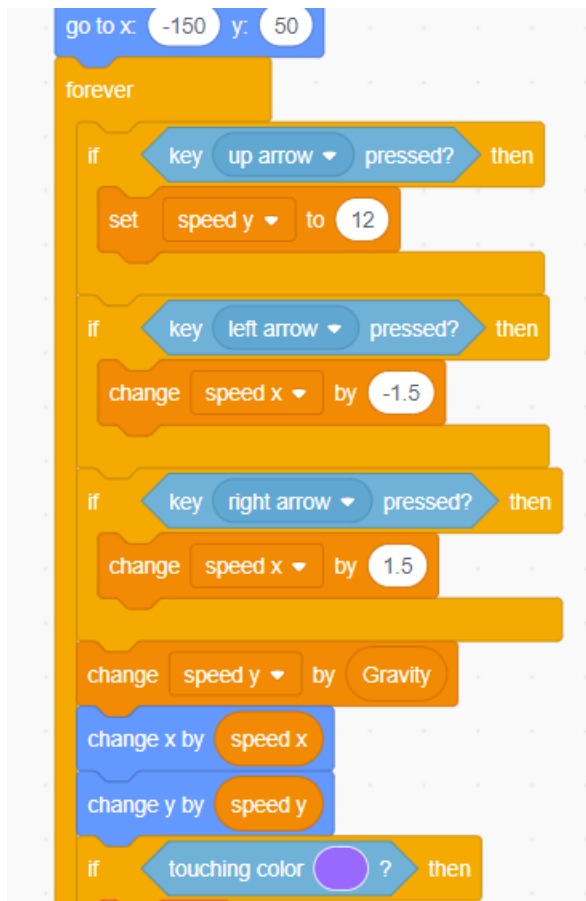 go to x: -150 y: 50
forever
if key up arrow pressed? then
set speed y to 12
if key left arrow pressed? then
change speed x by -1.5
if key right arrow pressed? then
change speed x by 1.5
change speed y by Gravity
change x by speed x
change y by speed y
if touching color ? then